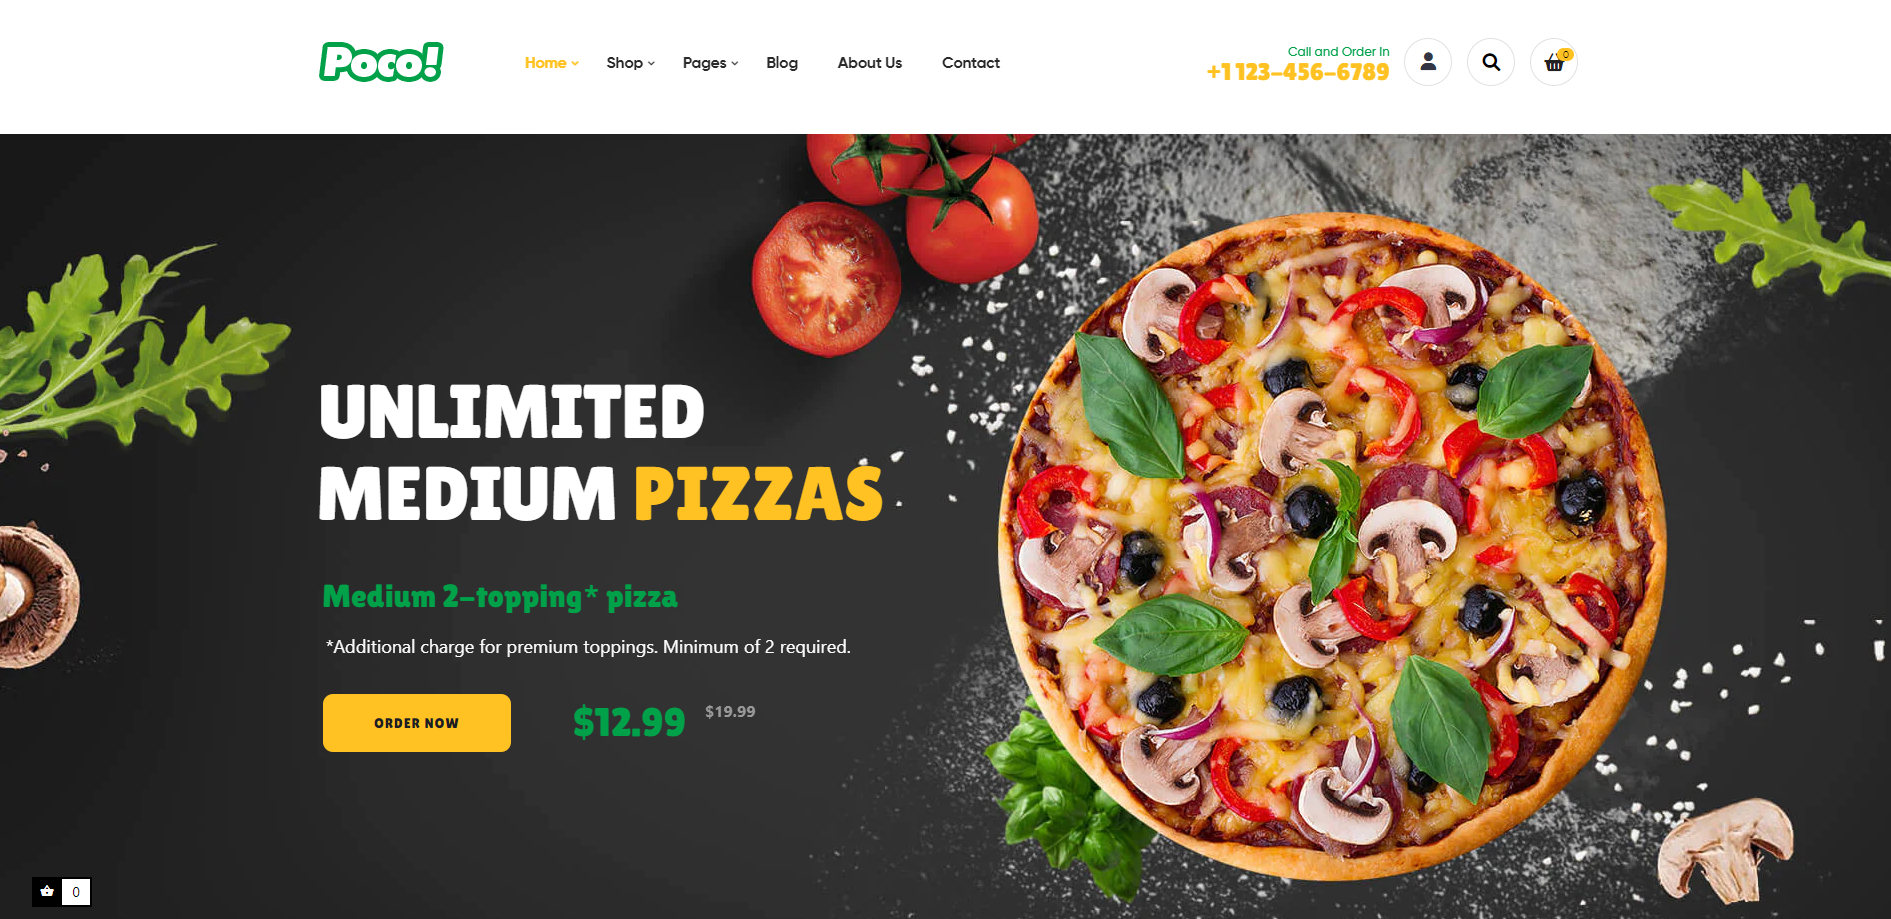 Poco!
Home
Shop
Pages
Blog
About Us
Contact
Call and Order in
+1 123-456-6789
0
UNLIMITED
MEDIUM PIZZAS
Medium 2-topping* pizza
*Additional charge for premium toppings. Minimum of 2 required.
ORDER NOW
$12.99
$19.99
0